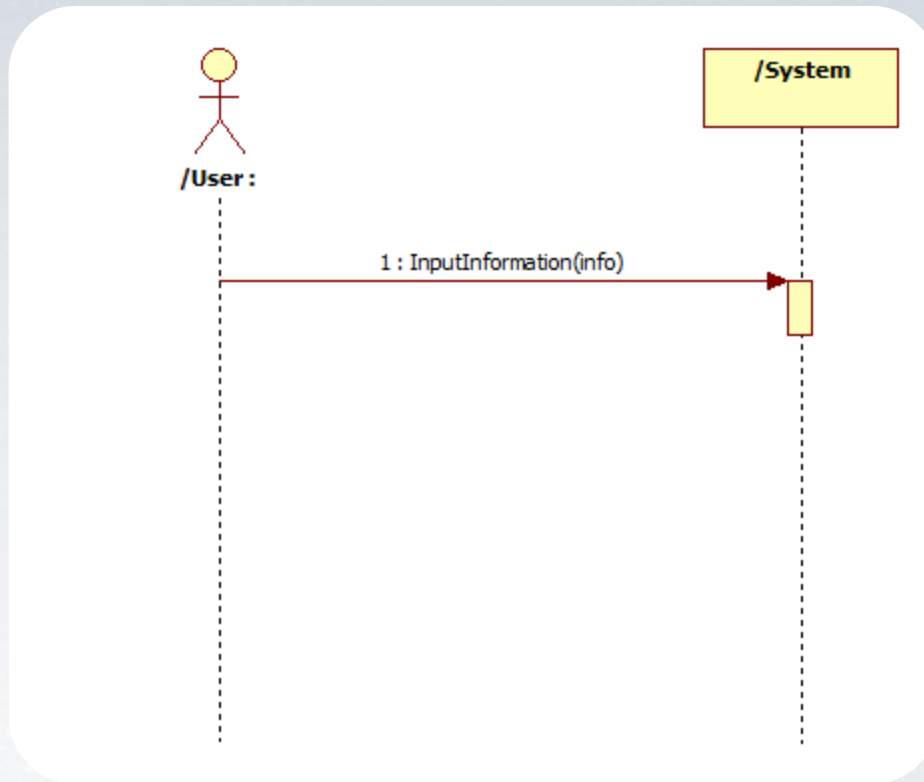 /System
/User :
1 : InputInformation(info)